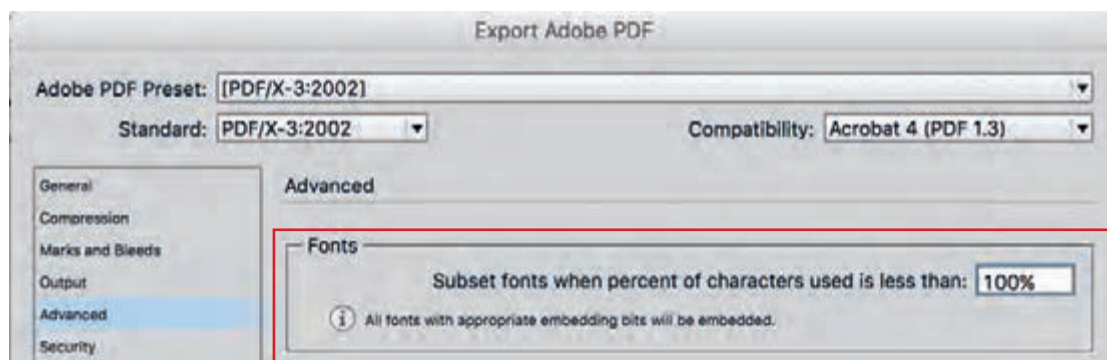 Export Adobe PDF
Adobe PDF Preset: [PDF/X-3:2002]
Standard: PDF/X-3:2002 Compatibility: Acrobat 4 (PDF 1.3)
General
Compression
Marks and Bleeds
Output
Advanced
Security
Advanced
Fonts
Subset fonts when percent of characters used is less than: 100%
i All fonts with appropriate embedding bits will be embedded.